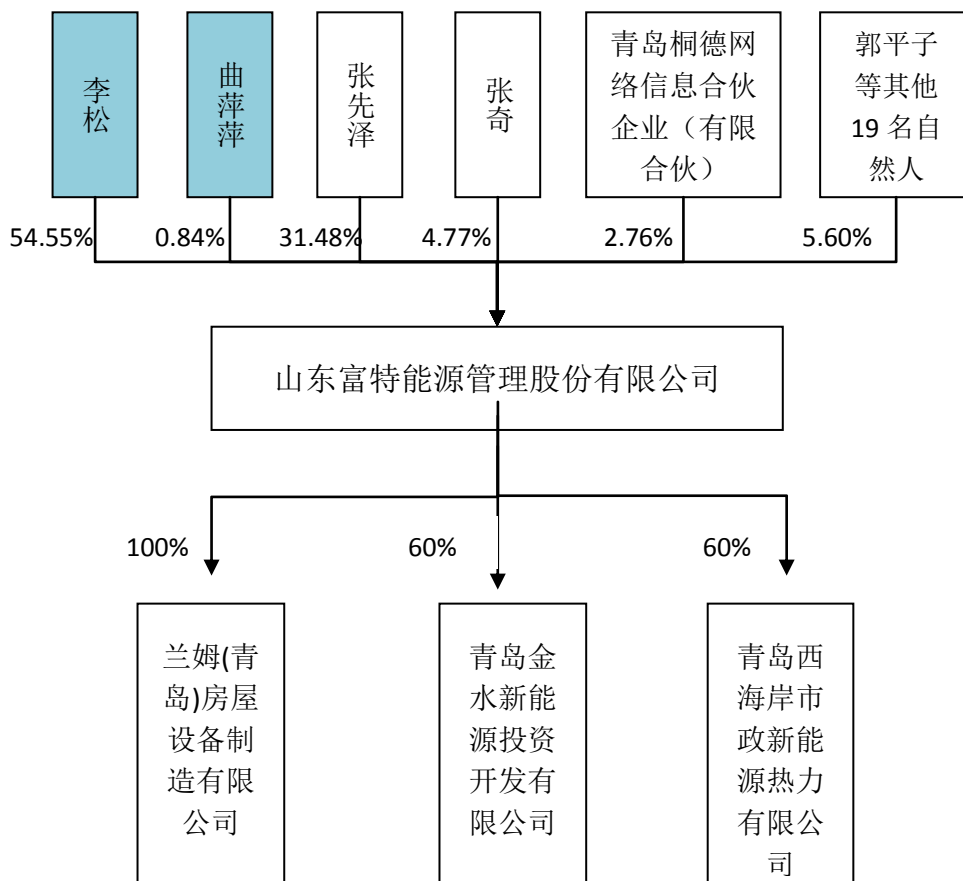 李松
曲萍萍
张先泽
张奇
青岛桐德网
络信息合伙
企业（有限
合伙）
郭平子
等其他
19 名自
然人
54.55%
0.84%
31.48%
4.77%
2.76%
5.60%
山东富特能源管理股份有限公司
100%
60%
60%
兰姆(青
岛)房屋
设备制
造有限
公司
青岛金
水新能
源投资
开发有
限公司
青岛西
海岸市
政新能
源热力
有限公
司